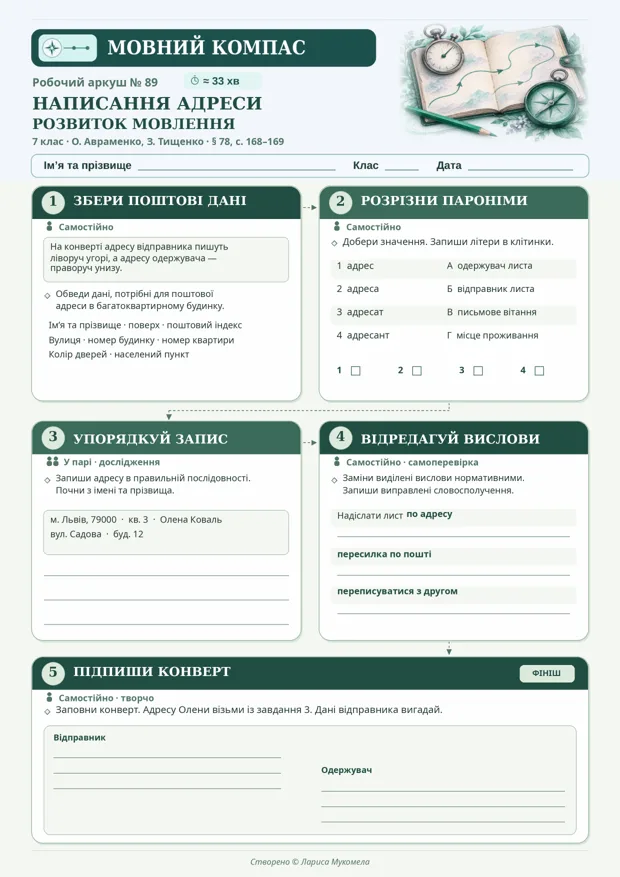 МОВНИЙ КОМПАС
Робочий аркуш № 89
≈ 33 хв
НАПИСАННЯ АДРЕСИ
РОЗВИТОК МОВЛЕННЯ
7 клас · О. Авраменко, З. Тищенко · § 78, с. 168–169
Ім’я та прізвище
Клас
Дата
1 ЗБЕРИ ПОШТОВІ ДАНІ
Самостійно
На конверті адресу відправника пишуть
ліворуч угорі, а адресу одержувача —
праворуч унизу.
Обведи дані, потрібні для поштової
адреси в багатоквартирному будинку.
Ім’я та прізвище · поверх · поштовий індекс
Вулиця · номер будинку · номер квартири
Колір дверей · населений пункт
2 РОЗРІЗНИ ПАРОНІМИ
Самостійно
Добери значення. Запиши літери в клітинки.
1 адрес А одержувач листа
2 адреса Б відправник листа
3 адресат В письмове вітання
4 адресант Г місце проживання
1 2 3 4
3 УПОРЯДКУЙ ЗАПИС
У парі · дослідження
Запиши адресу в правильній послідовності.
Почни з імені та прізвища.
м. Львів, 79000 · кв. 3 · Олена Коваль
вул. Садова · буд. 12
4 ВІДРЕДАГУЙ ВИСЛОВИ
Самостійно · самоперевірка
Заміни виділені вислови нормативними.
Запиши виправлені словосполучення.
Надіслати лист по адресу
пересилка по пошті
переписуватися з другом
5 ПІДПИШИ КОНВЕРТ
ФІНІШ
Самостійно · творчо
Заповни конверт. Адресу Олени візьми із завдання 3. Дані відправника вигадай.
Відправник
Одержувач
Створено © Лариса Мукомела